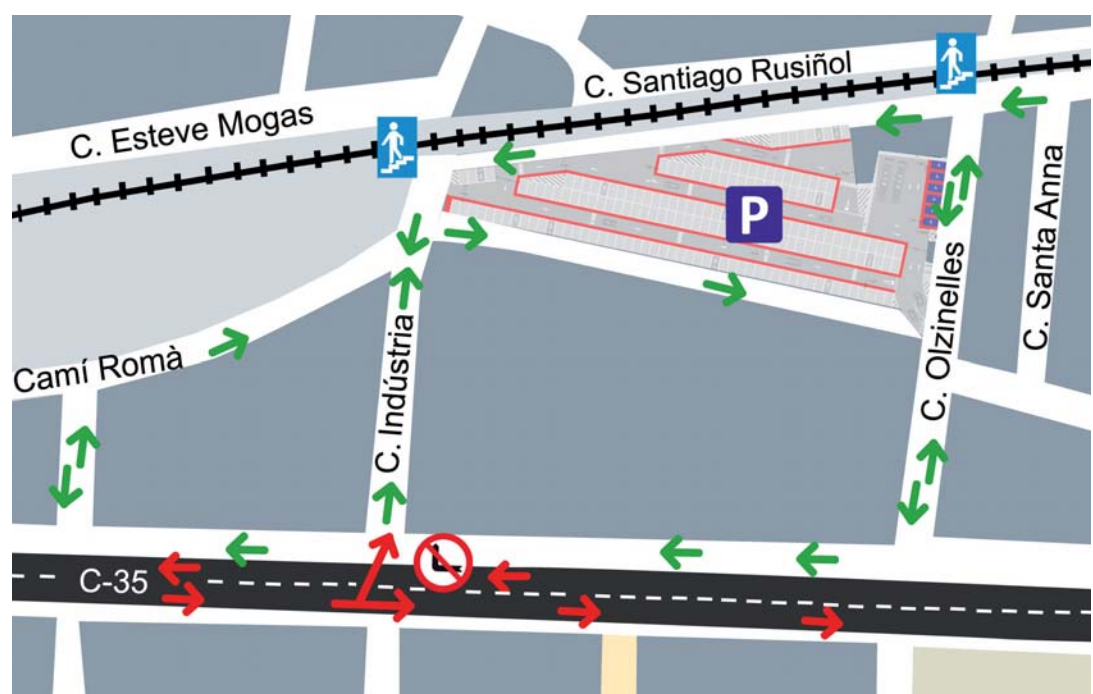 C. Esteve Mogas
C. Santiago Rusiñol
P
C. Santa Anna
C. Olzinelles
Camí Romà
C. Indústria
C-35